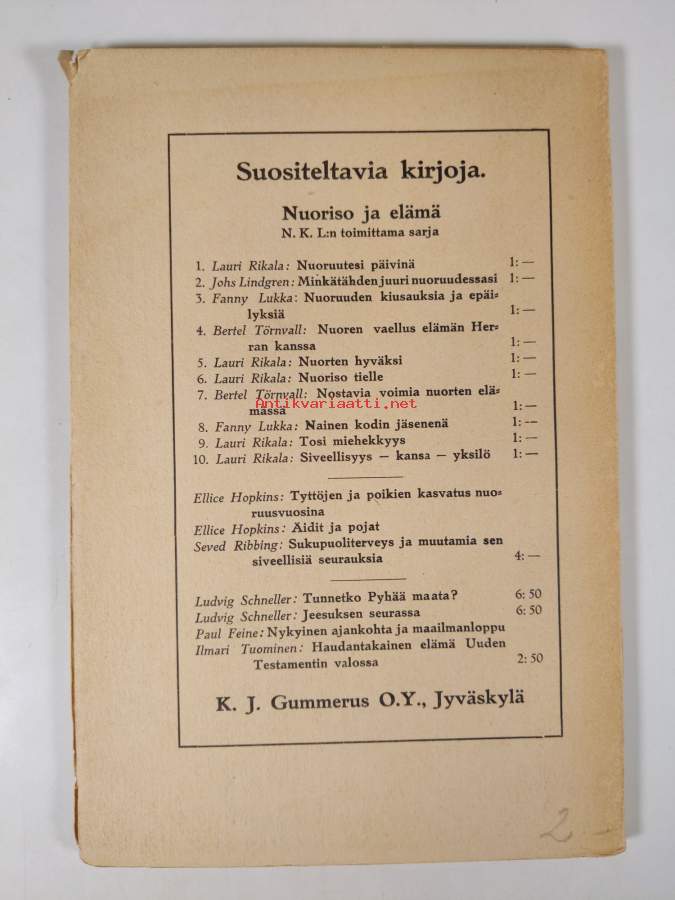 Suositeltavia kirjoja.
Nuoriso ja elämä
N. K. L:n toimittama sarja
1. Lauri Rikala: Nuoruutesi päivinä 1: —
2. Johs Lindgren: Minkätähden juuri nuoruudessasi 1: —
3. Fanny Lukka: Nuoruuden kiusauksia ja epäi-
lyksiä 1: —
4. Bertel Törnvall: Nuoren vaellus elämän Her-
ran kanssa 1: —
5. Lauri Rikala: Nuorten hyväksi 1: —
6. Lauri Rikala: Nuoriso tielle 1: —
7. Bertel Törnvall: Nostavia voimia nuorten elä-
massa 1: —
Antikvariaatti.net
8. Fanny Lukka: Nainen kodin jäsenenä 1: —
9. Lauri Rikala: Tosi miehekkyys 1: —
10. Lauri Rikala: Siveellisyys — kansa — yksilö 1: —
Ellice Hopkins: Tyttöjen ja poikien kasvatus nuo-
ruusvuosina
Ellice Hopkins: Äidit ja pojat
Seved Ribbing: Sukupuoliterveys ja muutamia sen
siveellisiä seurauksia 4: —
Ludvig Schneller: Tunnetko Pyhää maata? 6: 50
Ludvig Schneller: Jeesuksen seurassa 6: 50
Paul Feine: Nykyinen ajankohta ja maailmanloppu
Ilmari Tuominen: Haudantakainen elämä Uuden
Testamentin valossa 2: 50
K. J. Gummerus O.Y., Jyväskylä
2 —